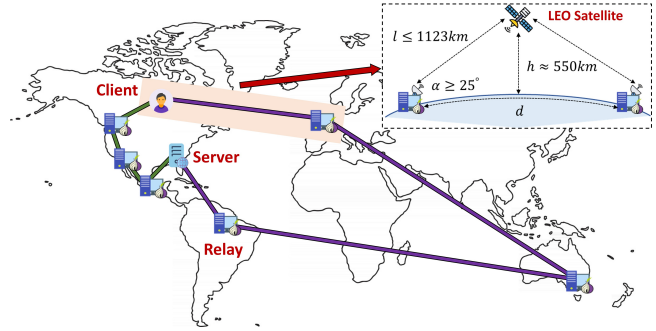 LEO Satellite
l ≤ 1123km
h ≈ 550km
α ≥ 25°
d
Client
Server
Relay